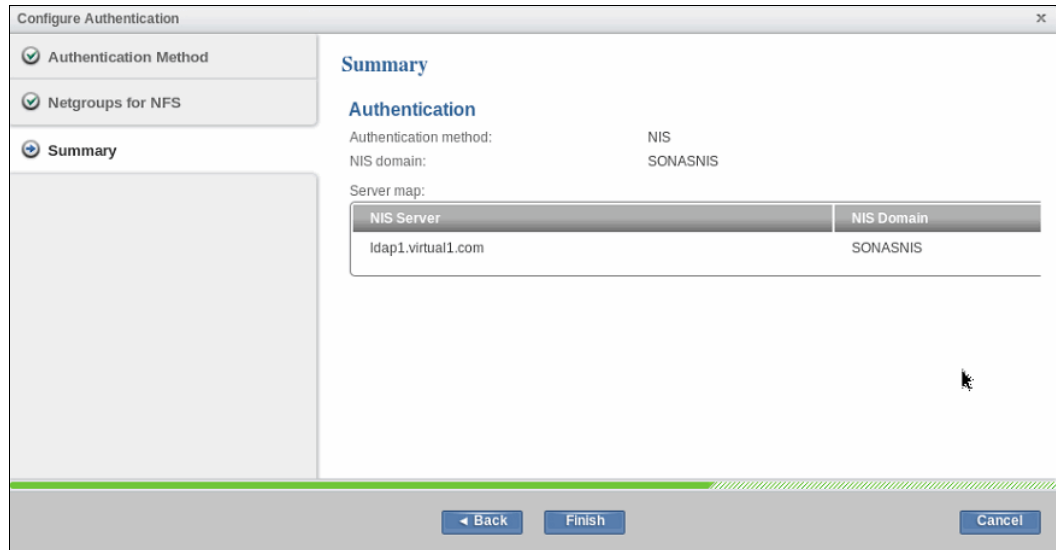 Configure Authentication x
Authentication Method
Netgroups for NFS
Summary
Summary
Authentication
Authentication method: NIS
NIS domain: SONASNIS
Server map:
NIS Server NIS Domain
ldap1.virtual1.com SONASNIS
◄ Back Finish Cancel